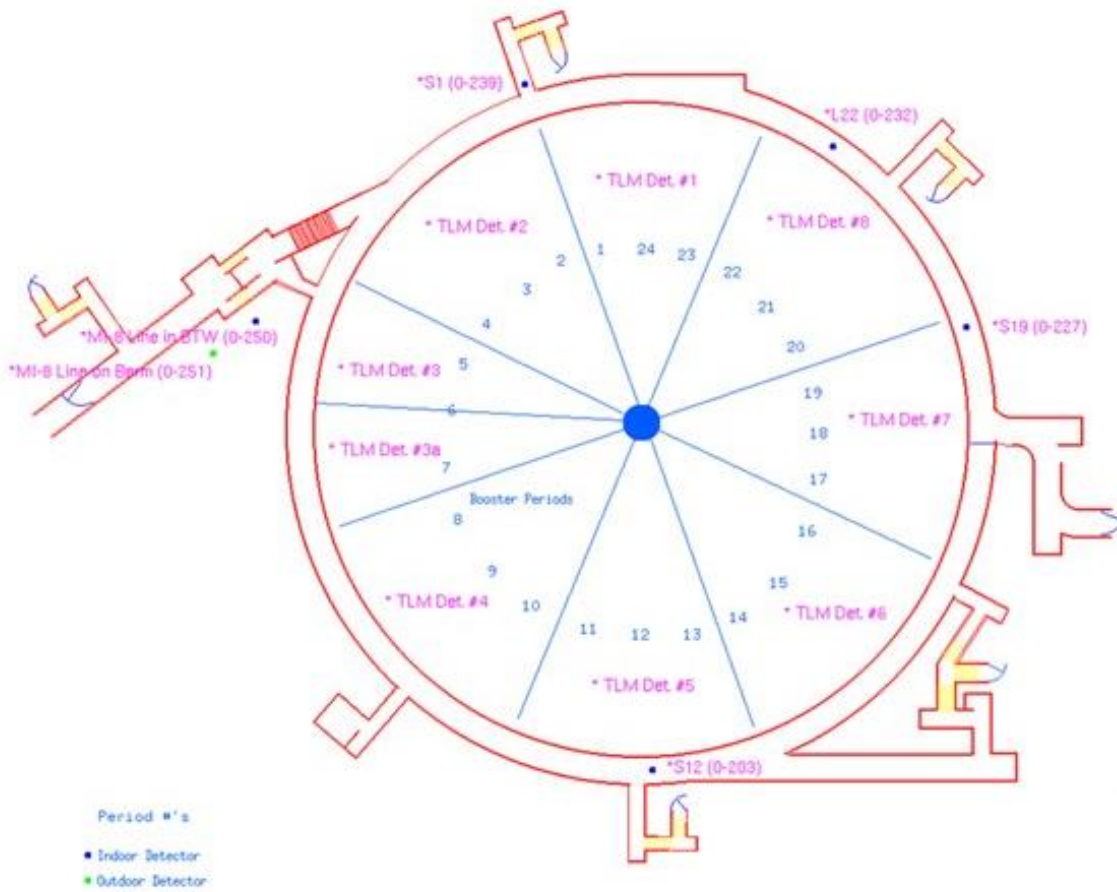 *S1 (0-239)
*L22 (0-232)
* TLM Det. #1
* TLM Det. #2
* TLM Det. #8
1
24
23
2
22
3
21
4
*MI-8 Line in BTW (0-250)
*S19 (0-227)
20
*MI-8 Line on Berm (0-251)
* TLM Det. #3
5
19
6
* TLM Det. #7
18
* TLM Det. #3a
7
17
Booster Periods
8
16
9
15
* TLM Det. #4
10
* TLM Det. #6
14
11
12
13
* TLM Det. #5
*S12 (0-203)
Period #'s
Indoor Detector
Outdoor Detector